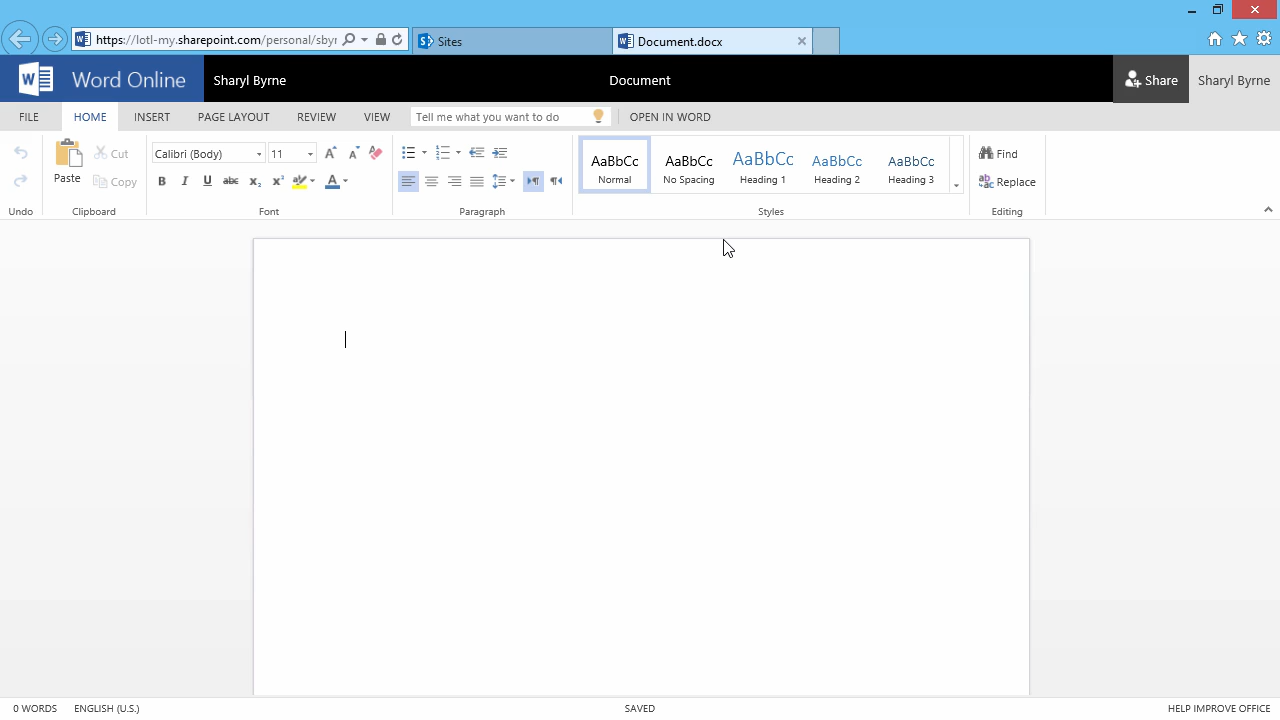 https://lotl-my.sharepoint.com/personal/sbyr
Sites
Document.docx
Word Online
Sharyl Byrne
Document
Share
Sharyl Byrne
FILE
HOME
INSERT
PAGE LAYOUT
REVIEW
VIEW
Tell me what you want to do
OPEN IN WORD
Paste
Cut
Copy
Calibri (Body)
11
B I U abc x₂ x²
A
AaBbCc
Normal
AaBbCc
No Spacing
AaBbCc
Heading 1
AaBbCc
Heading 2
AaBbCc
Heading 3
Find
Replace
Undo
Clipboard
Font
Paragraph
Styles
Editing
0 WORDS
ENGLISH (U.S.)
SAVED
HELP IMPROVE OFFICE